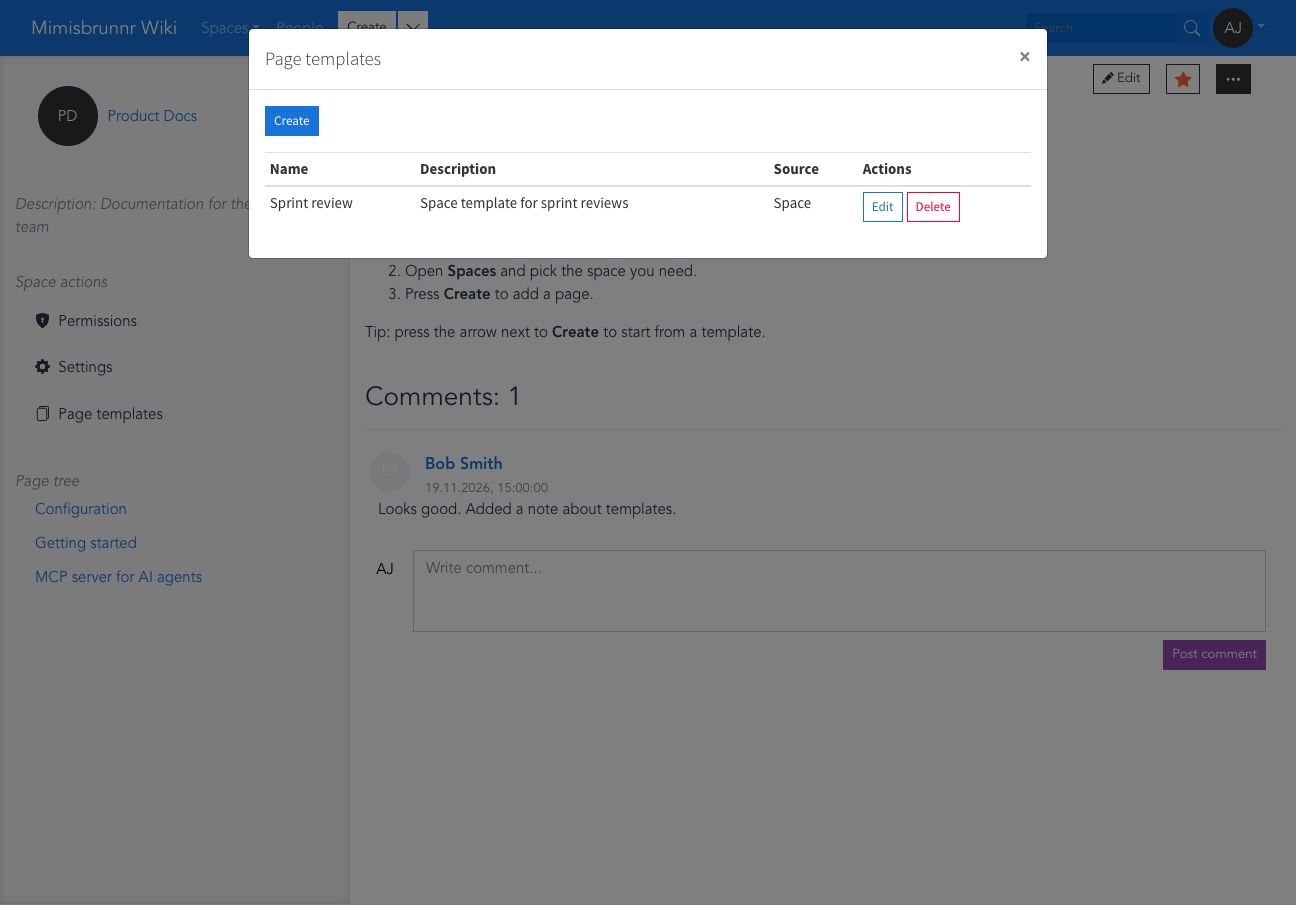 Mimisbrunnr Wiki Spaces People Create Search AJ
Page templates ×
Edit ...
Create
PD Product Docs
Name Description Source Actions
Sprint review Space template for sprint reviews Space Edit Delete
Description: Documentation for the
team
Space actions
Permissions
Settings
Page templates
Page tree
Configuration
Getting started
MCP server for AI agents
2. Open Spaces and pick the space you need.
3. Press Create to add a page.
Tip: press the arrow next to Create to start from a template.
Comments: 1
BS Bob Smith
19.11.2026, 15:00:00
Looks good. Added a note about templates.
AJ Write comment...
Post comment